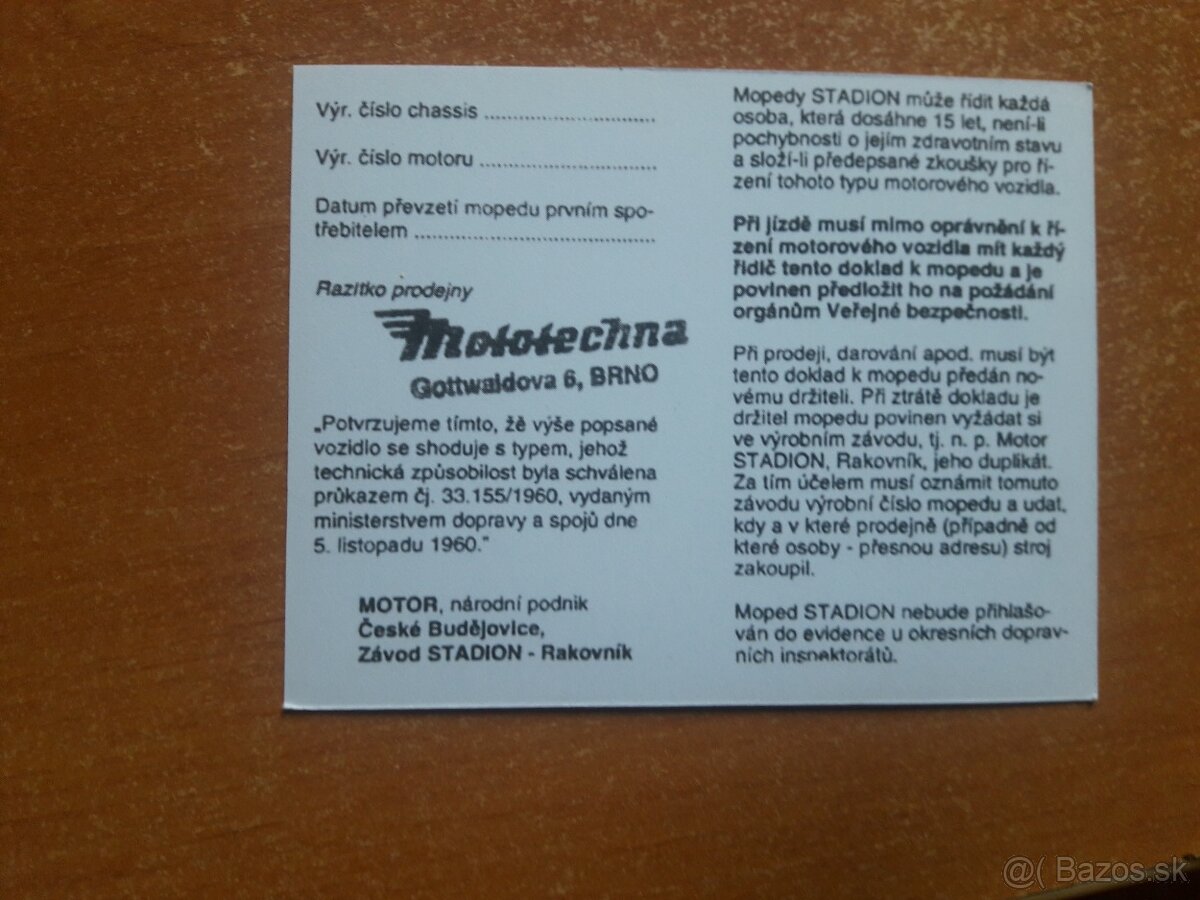 Výr. číslo chassis ............................
Výr. číslo motoru .............................
Datum převzetí mopedu prvním spo-
třebitelem .......................................
Razitko prodejny
Mototechna
Gottwaldova 6, BRNO
„Potvrzujeme tímto, žě výše popsané
vozidlo se shoduje s typem, jehož
technická způsobilost byla schválena
průkazem čj. 33.155/1960, vydaným
ministerstvem dopravy a spojů dne
5. listopadu 1960."
MOTOR, národní podnik
České Budějovice,
Závod STADION - Rakovník
Mopedy STADION může řídit každá
osoba, která dosáhne 15 let, není-li
pochybnosti o jejím zdravotním stavu
a složí-li předepsané zkoušky pro ří-
zení tohoto typu motorového vozidla.
Při jízdě musí mimo oprávnění k ří-
zení motorového vozidla mít každý
řidič tento doklad k mopedu a je
povinen předložit ho na požádání
orgánům Veřejné bezpečnosti.
Při prodeji, darování apod. musí být
tento doklad k mopedu předán no-
vému držiteli. Při ztrátě dokladu je
držitel mopedu povinen vyžádat si
ve výrobním závodu, tj. n. p. Motor
STADION, Rakovník, jeho duplikát.
Za tím účelem musí oznámit tomuto
závodu výrobní číslo mopedu a udat,
kdy a v které prodejně (případně od
které osoby - přesnou adresu) stroj
zakoupil.
Moped STADION nebude přihlašo-
ván do evidence u okresních doprav-
ních inspektorátů.
@( Bazos.sk